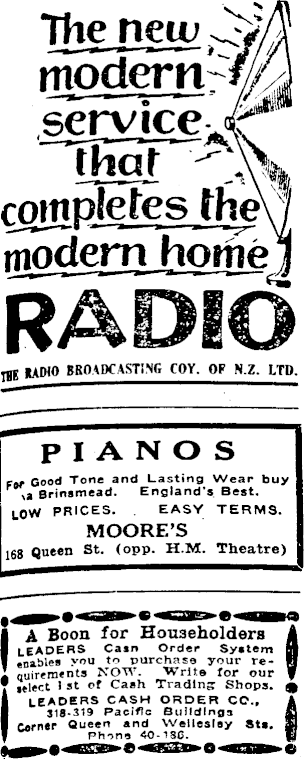 The new
modern
service
that
completes the
modern home
RADIO
THE RADIO BROADCASTING COY. OF N.Z. LTD.
PIANOS
For Good Tone and Lasting Wear buy
a Brinsmead. England's Best.
LOW PRICES. EASY TERMS.
MOORE'S
168 Queen St. (opp. H.M. Theatre)
A Boon for Householders
LEADERS Cash Order System
enables you to purchase your re-
quirements NOW. Write for our
select list of Cash Trading Shops.
LEADERS CASH ORDER CO.,
318-319 Pacific Buildings
Corner Queen and Wellesley Sts.
Phone 40-186.